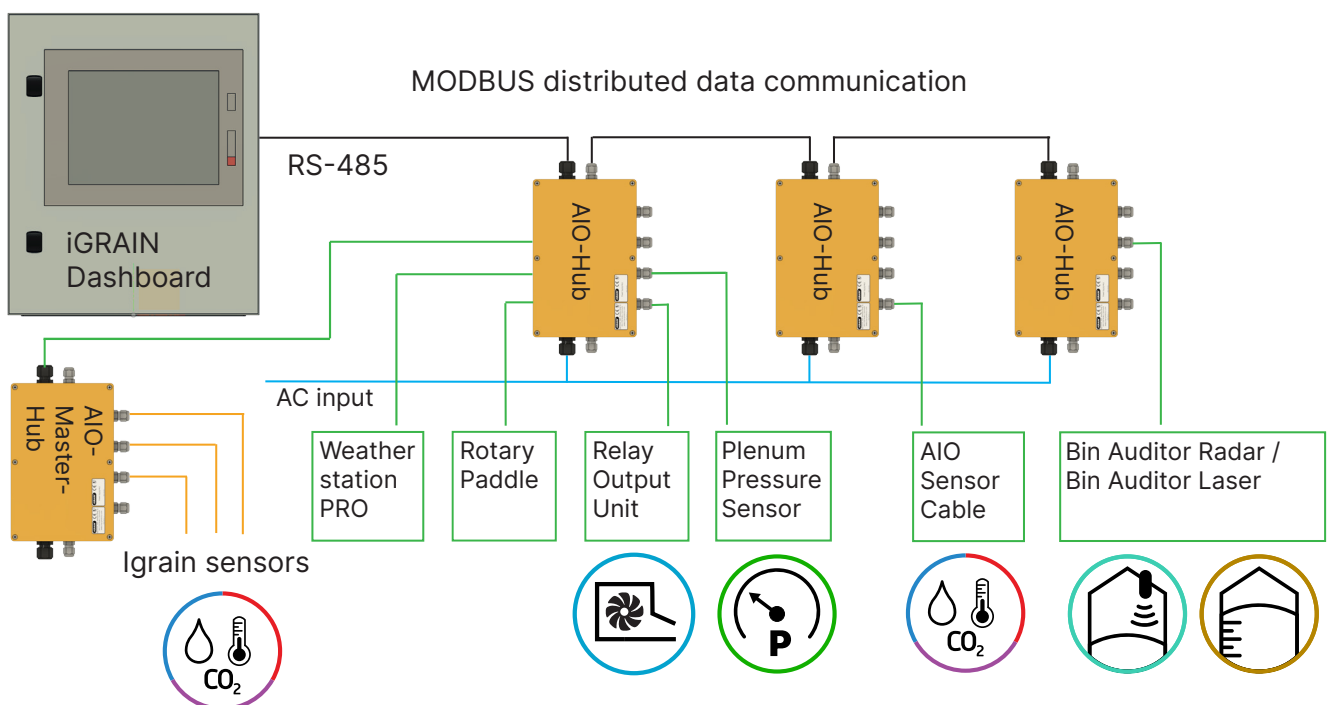 MODBUS distributed data communication
RS-485
iGRAIN
Dashboard
AIO-Hub
AIO-Hub
AIO-Hub
AC input
AIO-
Master-
Hub
Weather
station
PRO
Rotary
Paddle
Relay
Output
Unit
Plenum
Pressure
Sensor
AIO
Sensor
Cable
Bin Auditor Radar /
Bin Auditor Laser
Igrain sensors
CO₂
P
CO₂